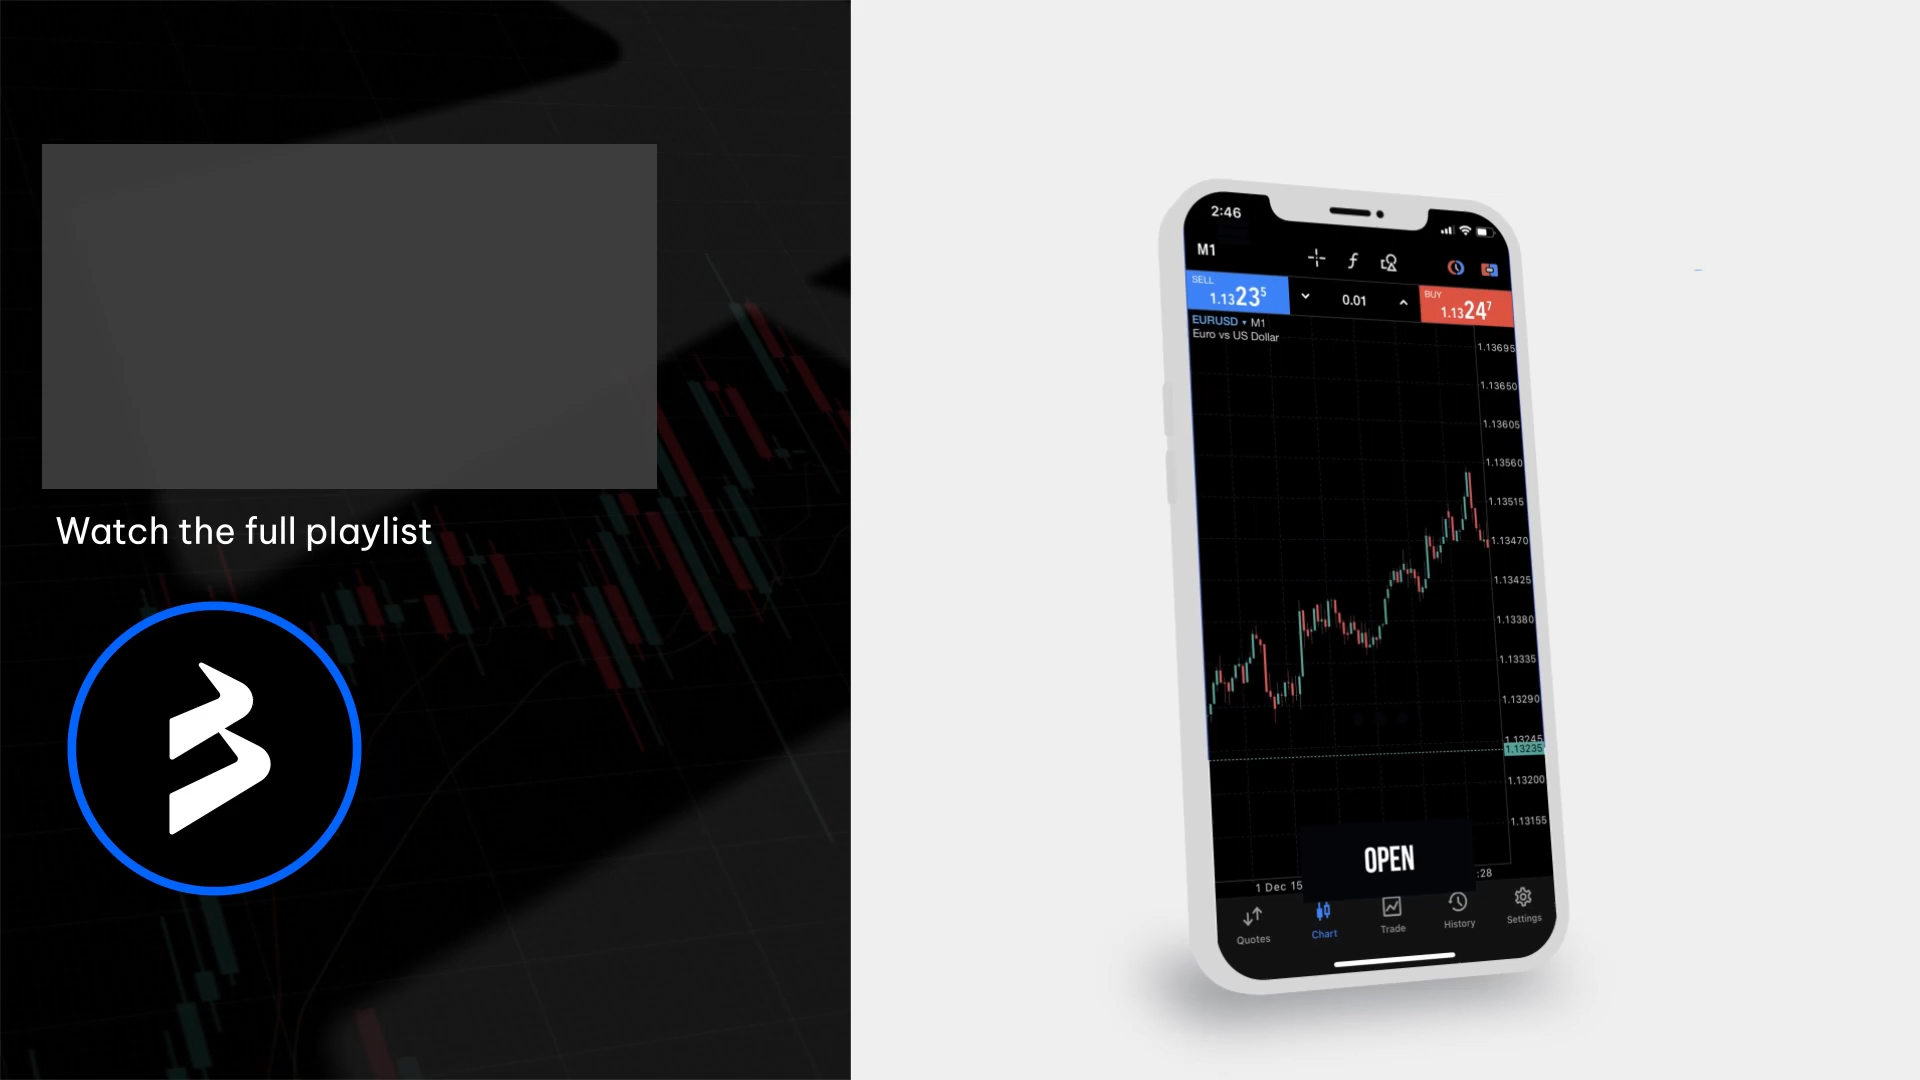 Watch the full playlist
2:46
M1
SELL
1.13235
0.01
BUY
1.13247
EURUSD ▾ M1
Euro vs US Dollar
1.13695
1.13650
1.13605
1.13560
1.13515
1.13470
1.13425
1.13380
1.13335
1.13290
1.13245
1.13235
1.13200
1.13155
OPEN
1 Dec 15
:28
Quotes
Chart
Trade
History
Settings